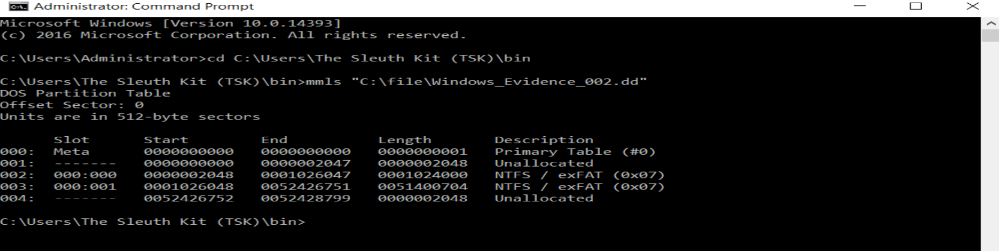 Administrator: Command Prompt
Microsoft Windows [Version 10.0.14393]
(c) 2016 Microsoft Corporation. All rights reserved.
C:\Users\Administrator>cd C:\Users\The Sleuth Kit (TSK)\bin
C:\Users\The Sleuth Kit (TSK)\bin>mmls "C:\file\Windows_Evidence_002.dd"
DOS Partition Table
Offset Sector: 0
Units are in 512-byte sectors
Slot Start End Length Description
000: Meta 0000000000 0000000000 0000000001 Primary Table (#0)
001: ------- 0000000000 0000002047 0000002048 Unallocated
002: 000:000 0000002048 0001026047 0001024000 NTFS / exFAT (0x07)
003: 000:001 0001026048 0052426751 0051400704 NTFS / exFAT (0x07)
004: ------- 0052426752 0052428799 0000002048 Unallocated
C:\Users\The Sleuth Kit (TSK)\bin>